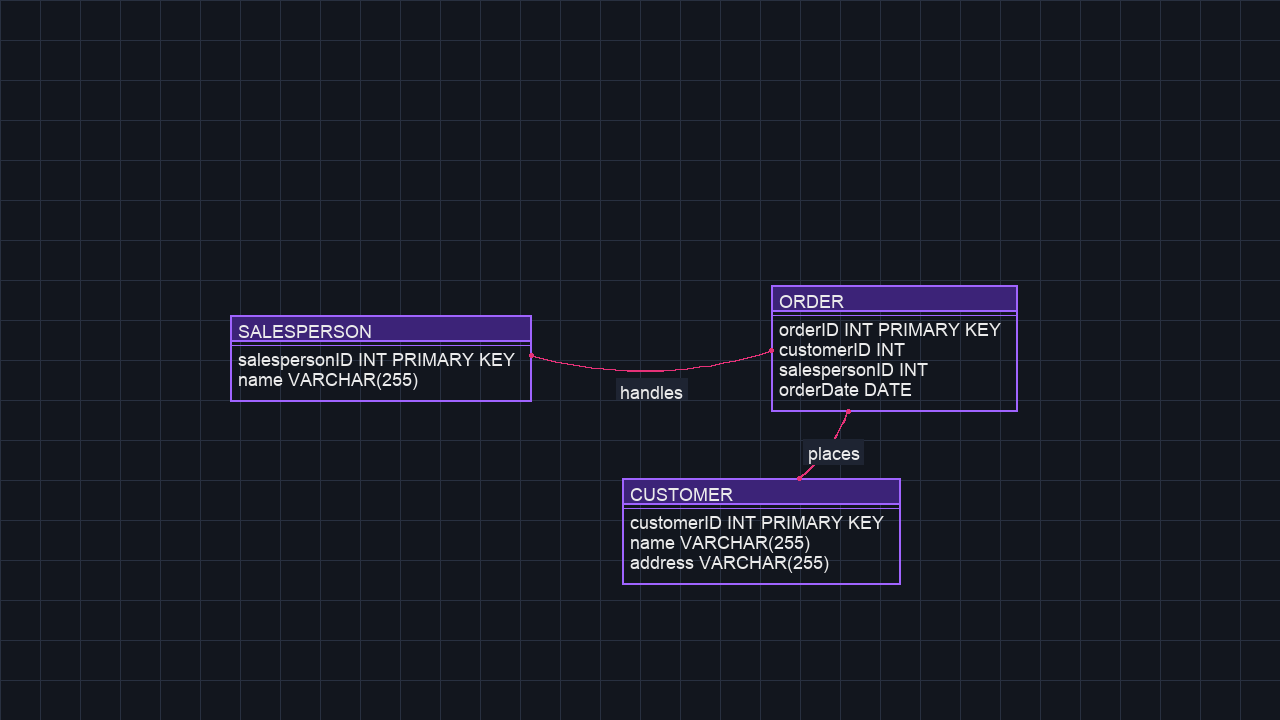 SALESPERSON
salespersonID INT PRIMARY KEY
name VARCHAR(255)
handles
ORDER
orderID INT PRIMARY KEY
customerID INT
salespersonID INT
orderDate DATE
places
CUSTOMER
customerID INT PRIMARY KEY
name VARCHAR(255)
address VARCHAR(255)